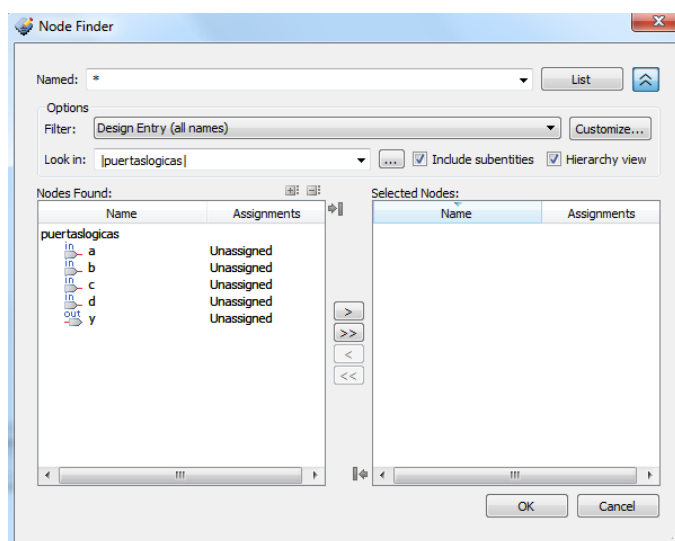 Node Finder
Named: * List
Options
Filter: Design Entry (all names) Customize...
Look in: |puertaslogicas| ... Include subentities Hierarchy view
Nodes Found: Selected Nodes:
Name Assignments Name Assignments
puertaslogicas
in a Unassigned
in b Unassigned
in c Unassigned
in d Unassigned
out y Unassigned
>
>>
<
<<
OK Cancel